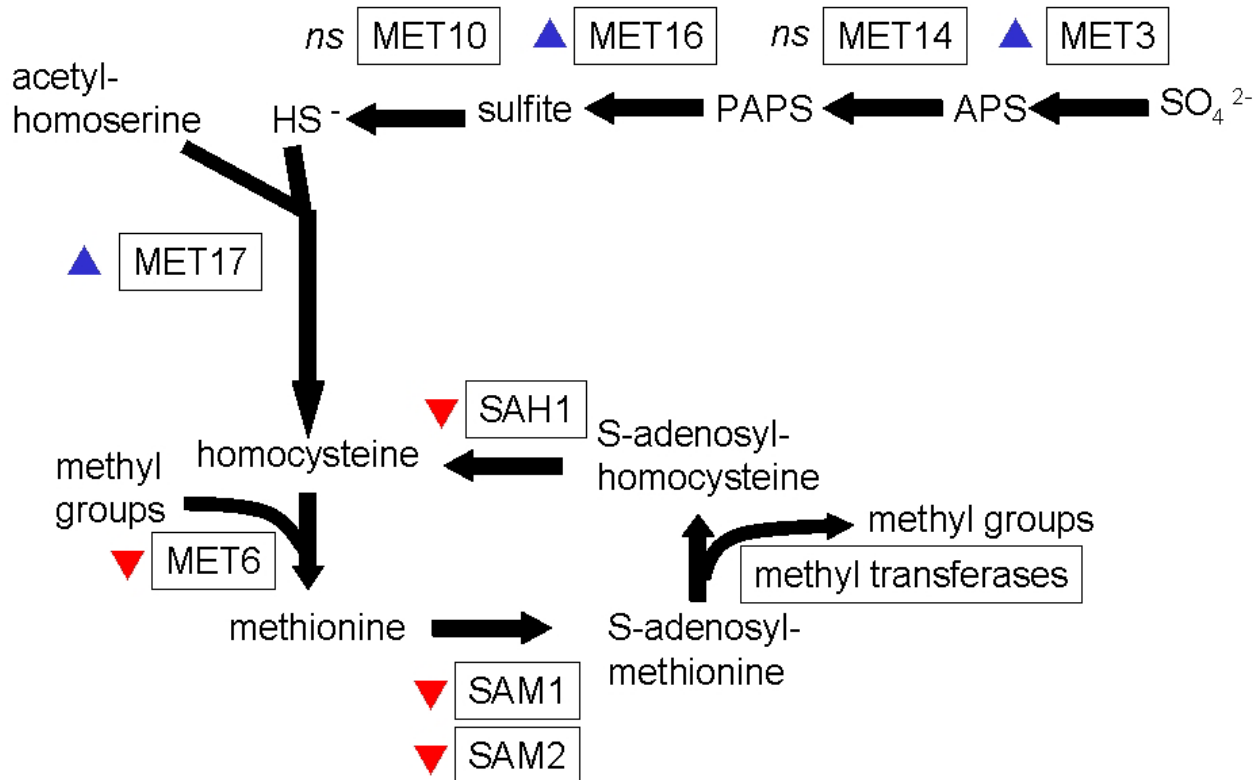 ns MET10 MET16 ns MET14 MET3
acetyl-
homoserine
HS - sulfite PAPS APS SO4 2-
MET17
SAH1
homocysteine
S-adenosyl-
homocysteine
methyl
groups
methyl groups
MET6
methyl transferases
methionine
S-adenosyl-
methionine
SAM1
SAM2